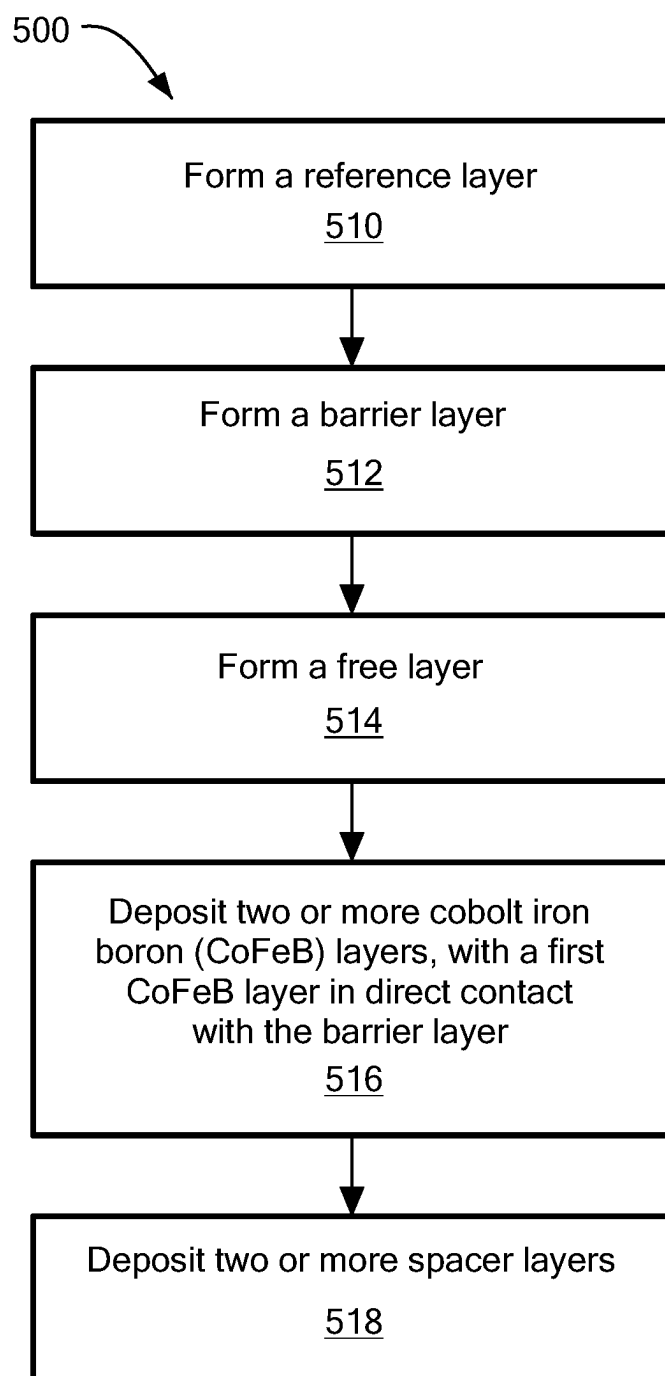 500
Form a reference layer
510
Form a barrier layer
512
Form a free layer
514
Deposit two or more cobolt iron
boron (CoFeB) layers, with a first
CoFeB layer in direct contact
with the barrier layer
516
Deposit two or more spacer layers
518